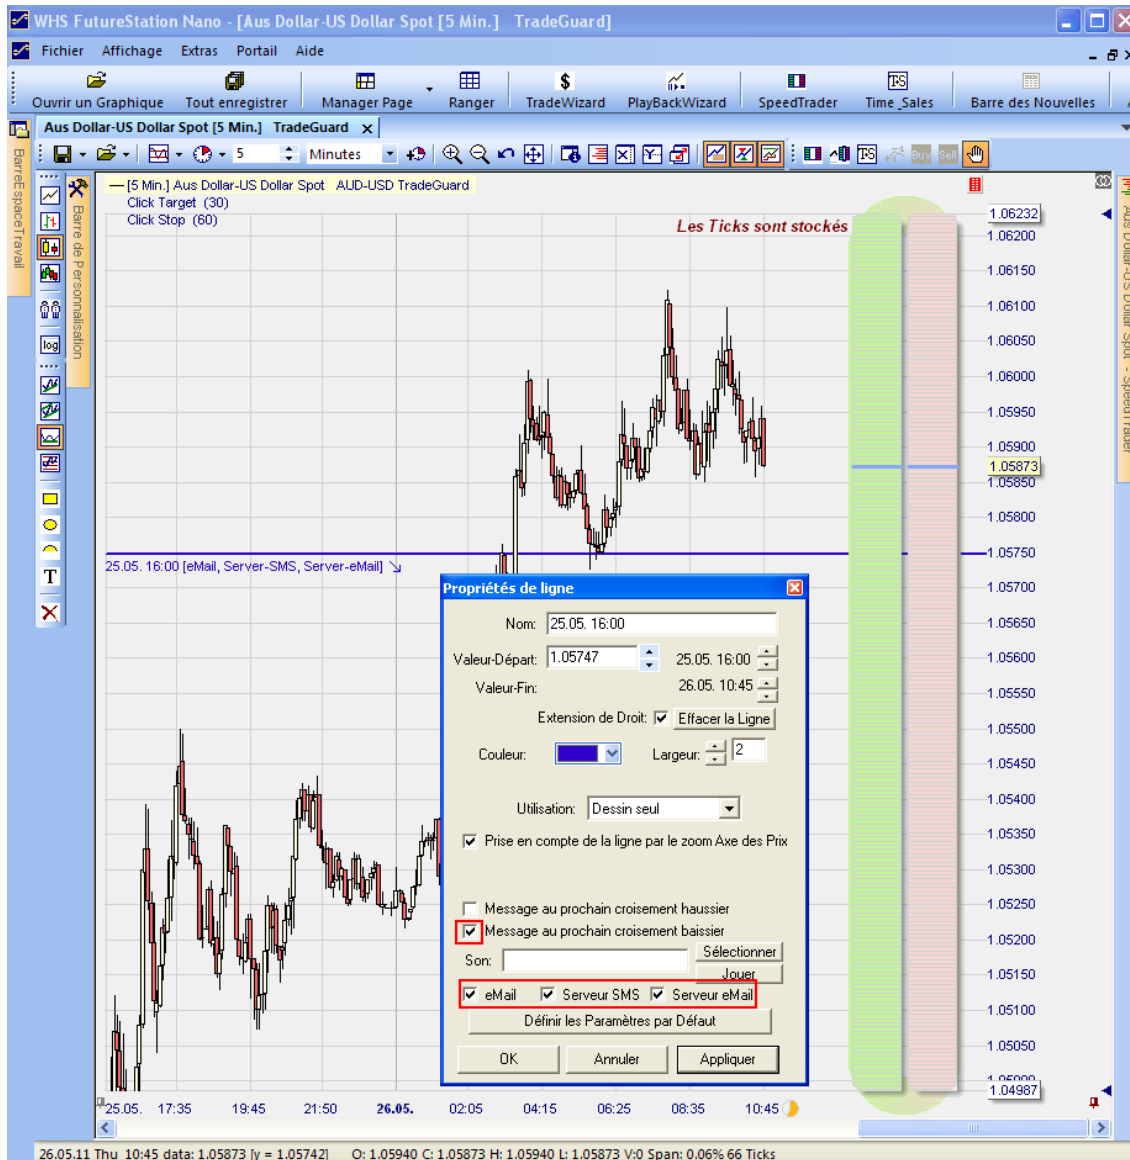 WHS FutureStation Nano - [Aus Dollar-US Dollar Spot [5 Min.]   TradeGuard]
Fichier Affichage Extras Portail Aide
Ouvrir un Graphique Tout enregistrer Manager Page Ranger TradeWizard PlayBackWizard SpeedTrader Time_Sales Barre des Nouvelles
Aus Dollar-US Dollar Spot [5 Min.]   TradeGuard x
5 Minutes Buy Sell
BarreEspaceTravail
Barre de Personnalisation
log
T
[5 Min.] Aus Dollar-US Dollar Spot   AUD-USD TradeGuard
Click Target (30)
Click Stop (60)
Les Ticks sont stockés
Aus Dollar-US Dollar Spot - SpeedTrader
1.06232
1.06200
1.06150
1.06100
1.06050
1.06000
1.05950
1.05900
1.05873
1.05850
1.05800
1.05750
1.05700
1.05650
1.05600
1.05550
1.05500
1.05450
1.05400
1.05350
1.05300
1.05250
1.05200
1.05150
1.05100
1.05050
1.05000
1.04987
25.05. 16:00 [eMail, Server-SMS, Server-eMail]
Propriétés de ligne
Nom: 25.05. 16:00
Valeur-Départ: 1.05747 25.05. 16:00
Valeur-Fin: 26.05. 10:45
Extension de Droit: Effacer la Ligne
Couleur: Largeur: 2
Utilisation: Dessin seul
Prise en compte de la ligne par le zoom Axe des Prix
Message au prochain croisement haussier
Message au prochain croisement baissier
Son: Sélectionner
Jouer
eMail Serveur SMS Serveur eMail
Définir les Paramètres par Défaut
OK Annuler Appliquer
25.05. 17:35 19:45 21:50 26.05. 02:05 04:15 06:25 08:35 10:45
26.05.11 Thu 10:45 data: 1.05873 [y = 1.05742] O: 1.05940 C: 1.05873 H: 1.05940 L: 1.05873 V:0 Span: 0.06% 66 Ticks